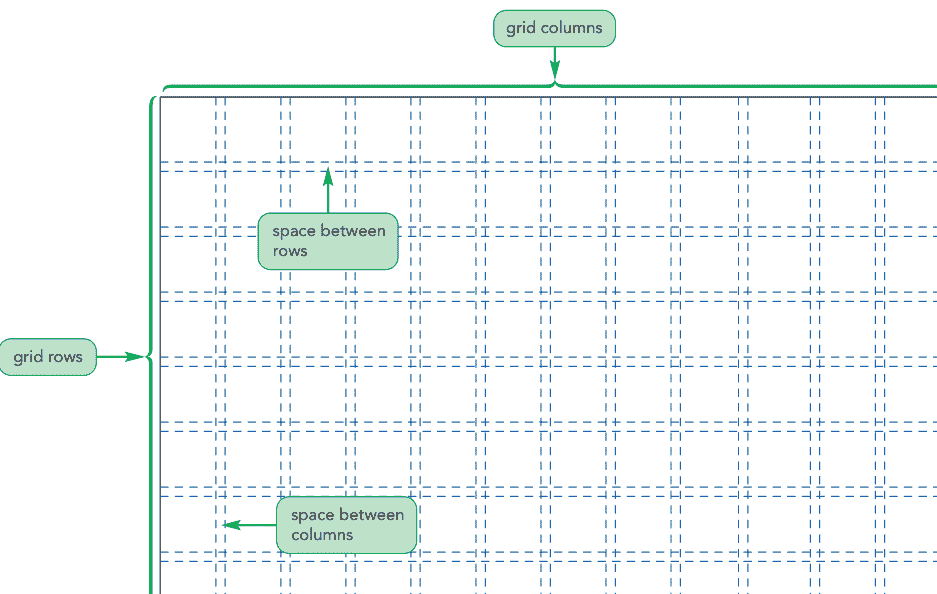 grid columns
space between
rows
grid rows
space between
columns